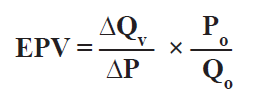 EPV = ΔQv / ΔP × Po / Qo